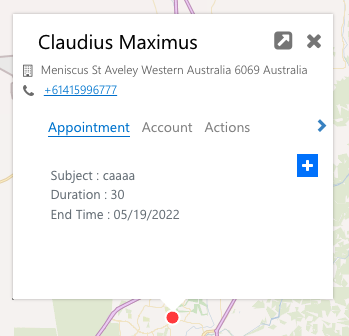 Claudius Maximus
Meniscus St Aveley Western Australia 6069 Australia
+61415996777
Appointment Account Actions
Subject : caaaa
Duration : 30
End Time : 05/19/2022